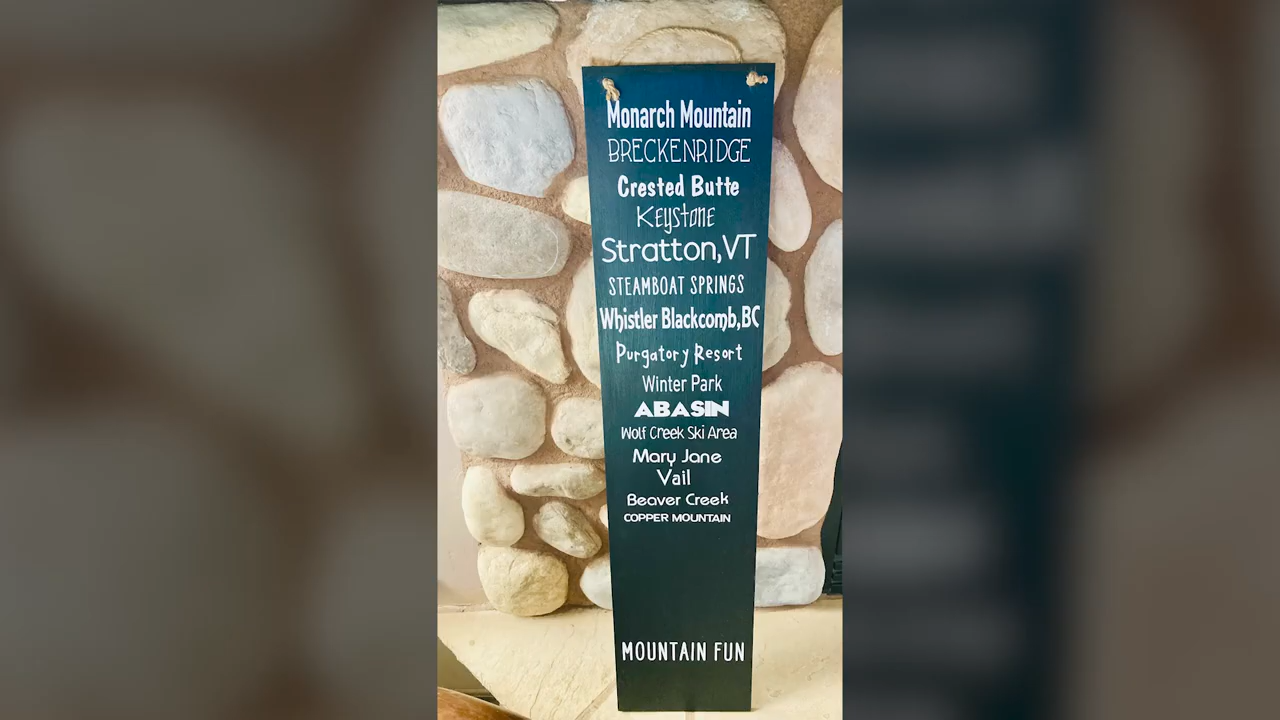 Monarch Mountain
BRECKENRIDGE
Crested Butte
Keystone
Stratton,VT
STEAMBOAT SPRINGS
Whistler Blackcomb,BC
Purgatory Resort
Winter Park
ABASIN
Wolf Creek Ski Area
Mary Jane
Vail
Beaver Creek
COPPER MOUNTAIN
MOUNTAIN FUN